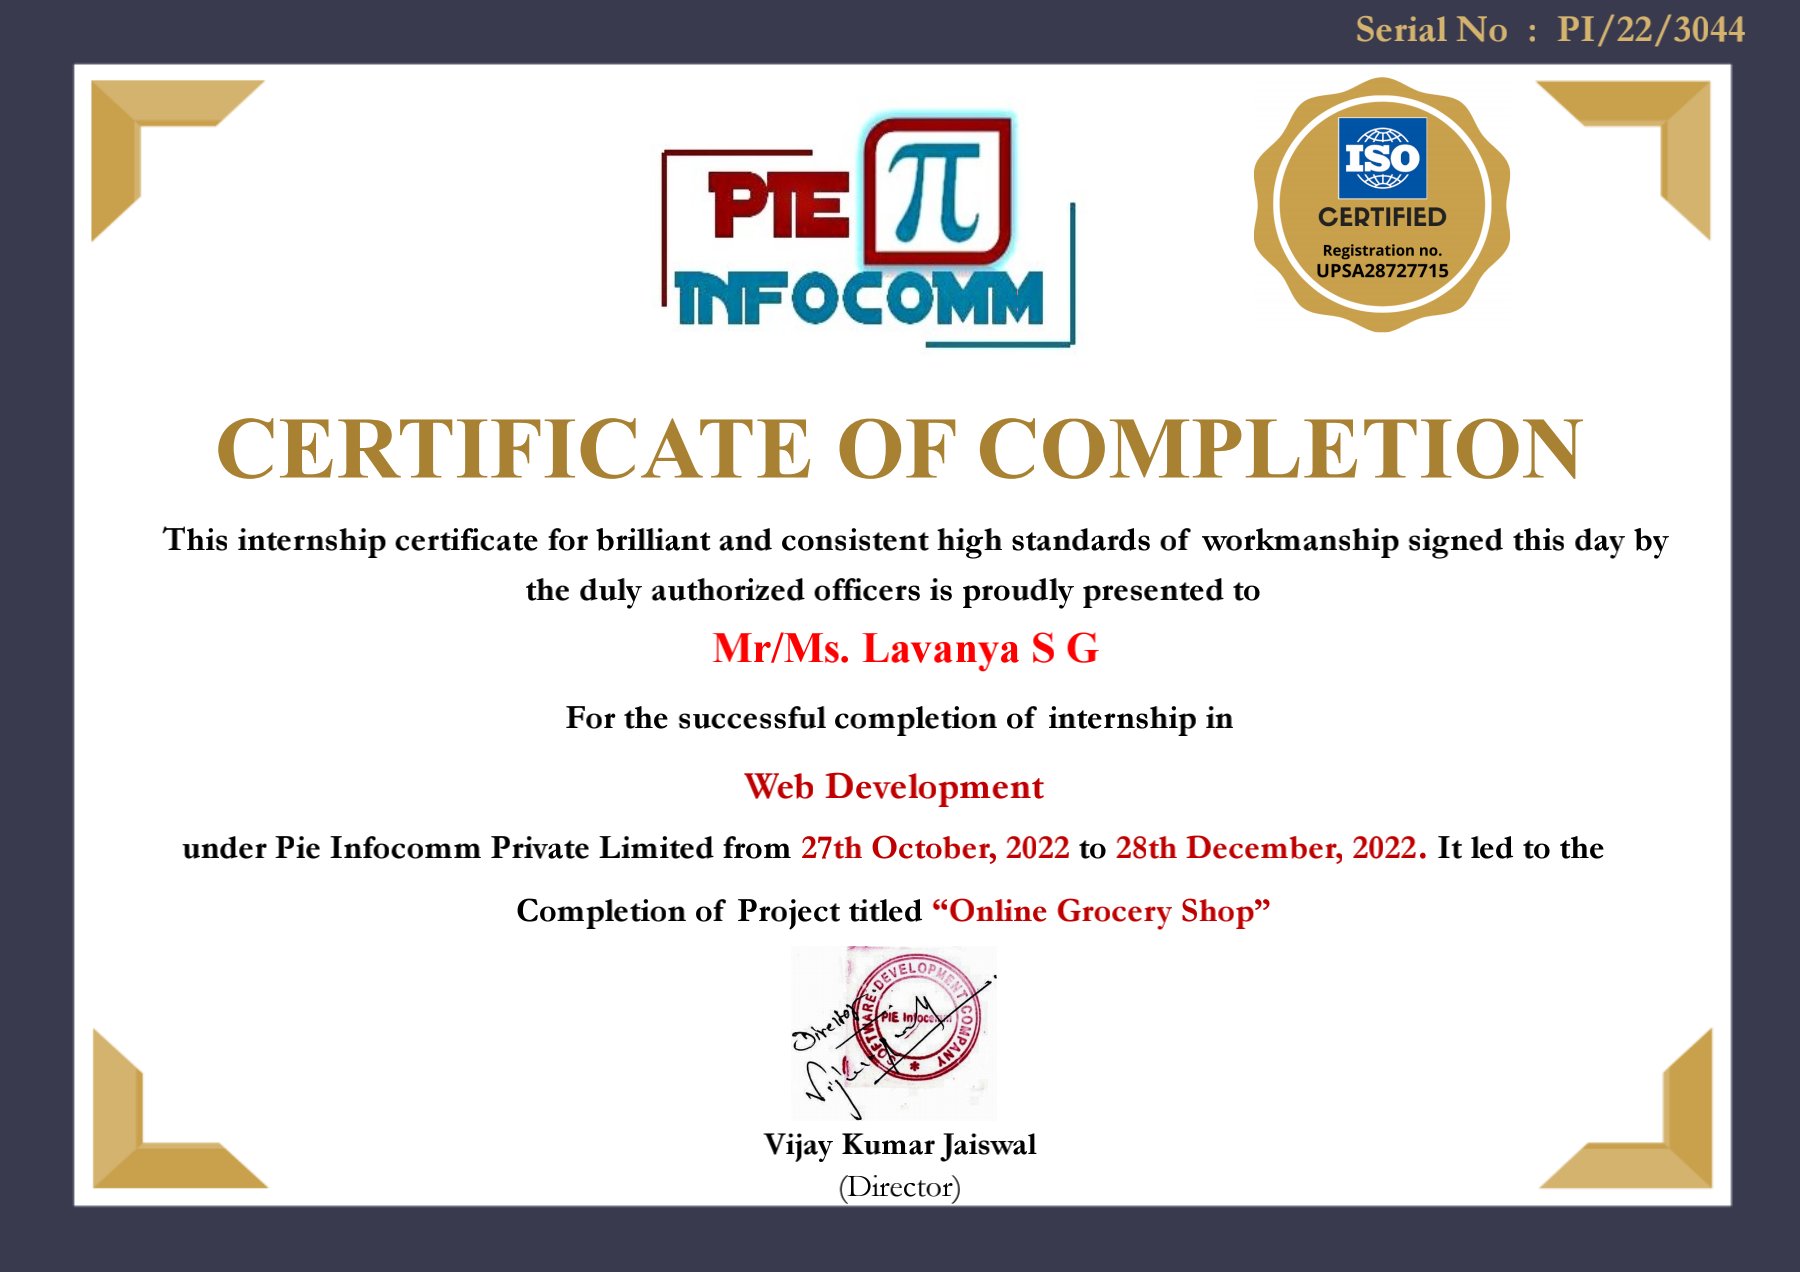 Serial No : PI/22/3044
PIE π
INFOCOMM
ISO
CERTIFIED
Registration no.
UPSA28727715
CERTIFICATE OF COMPLETION
This internship certificate for brilliant and consistent high standards of workmanship signed this day by
the duly authorized officers is proudly presented to
Mr/Ms. Lavanya S G
For the successful completion of internship in
Web Development
under Pie Infocomm Private Limited from 27th October, 2022 to 28th December, 2022. It led to the
Completion of Project titled “Online Grocery Shop”
SOFTWARE DEVELOPMENT COMPANY
PIE Infocomm
Director
Vijay Kumar Jaiswal
(Director)